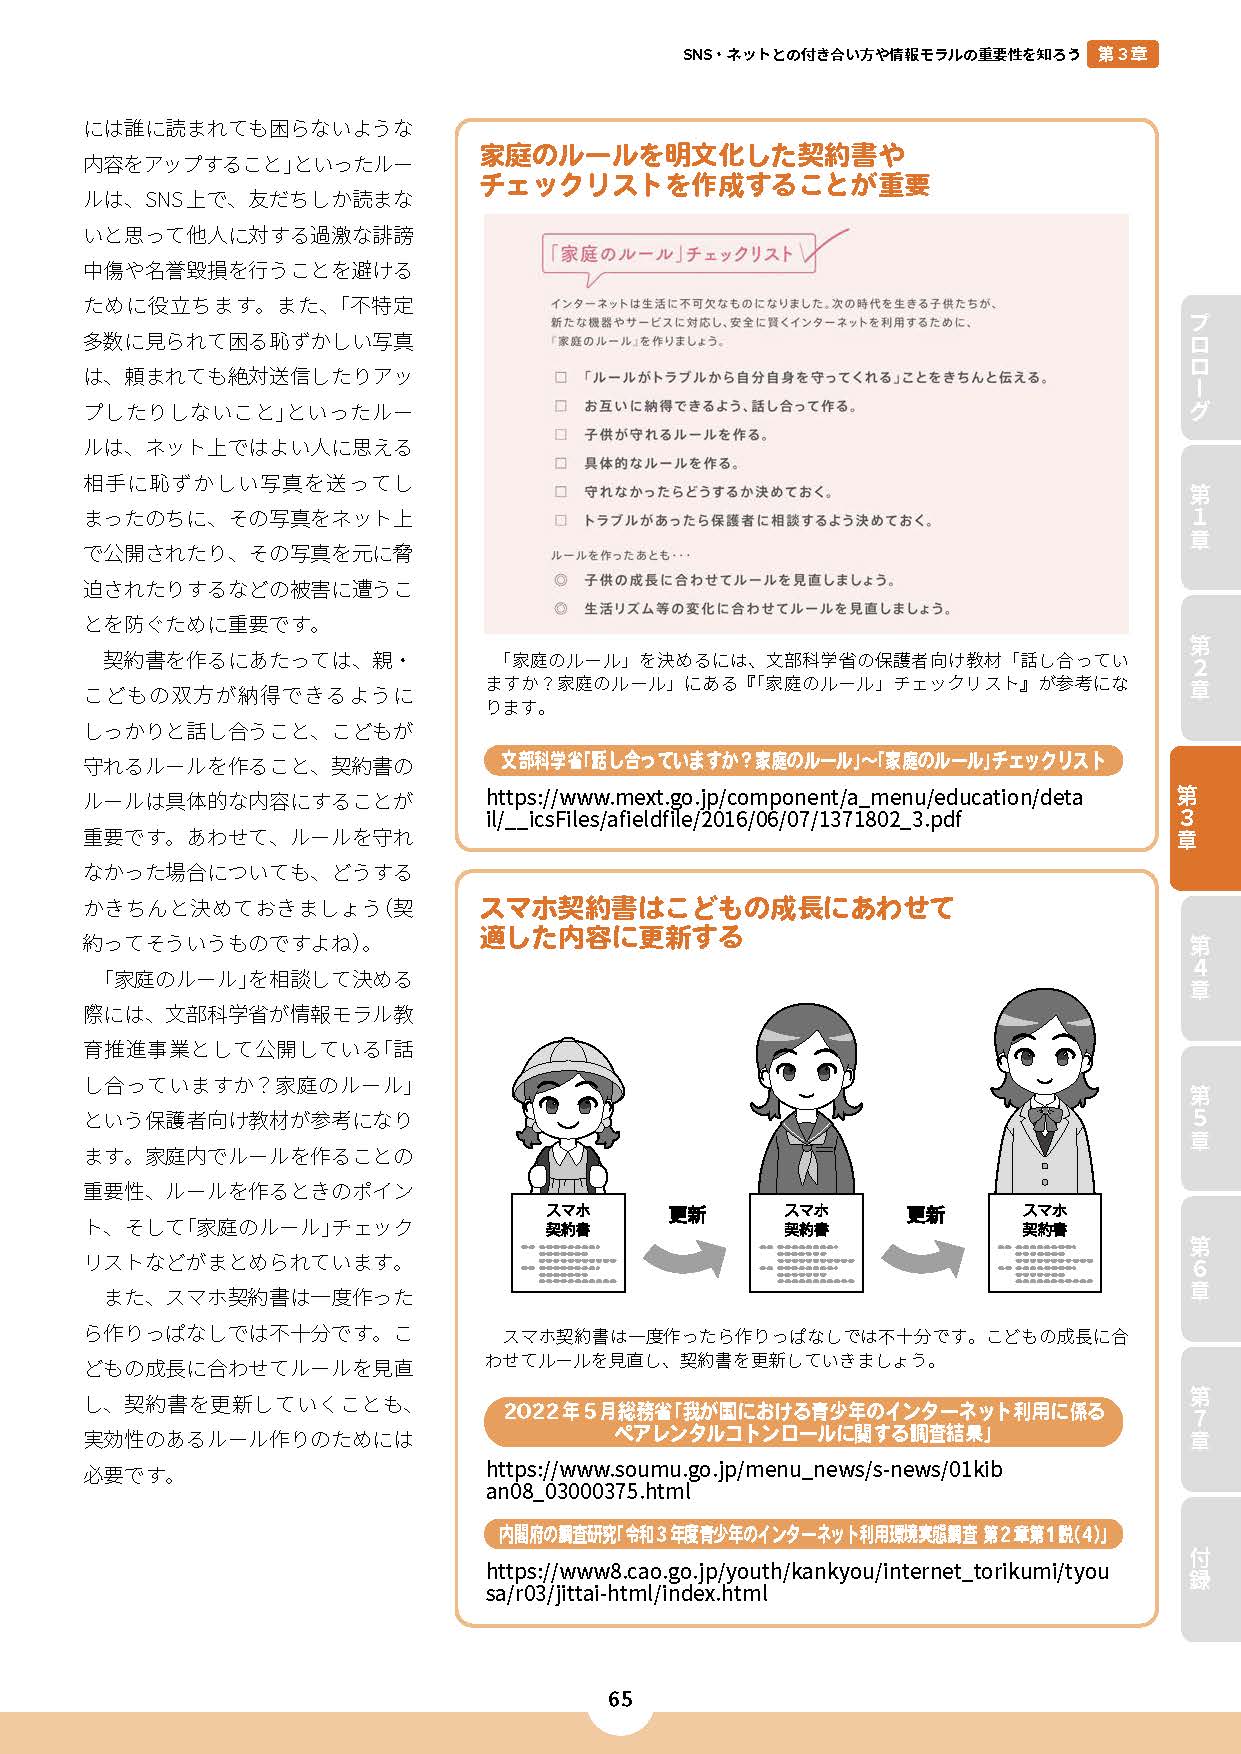 SNS・ネットとの付き合い方や情報モラルの重要性を知ろう 第3章
には誰に読まれても困らないような
内容をアップすること」といったルー
ルは、SNS上で、友だちしか読まな
いと思って他人に対する過激な誹謗
中傷や名誉毀損を行うことを避ける
ために役立ちます。また、「不特定
多数に見られて困る恥ずかしい写真
は、頼まれても絶対送信したりアッ
プしたりしないこと」といったルー
ルは、ネット上ではよい人に思える
相手に恥ずかしい写真を送ってし
まったのちに、その写真をネット上
で公開されたり、その写真を元に脅
迫されたりするなどの被害に遭うこ
とを防ぐために重要です。
契約書を作るにあたっては、親・
こどもの双方が納得できるように
しっかりと話し合うこと、こどもが
守れるルールを作ること、契約書の
ルールは具体的な内容にすることが
重要です。あわせて、ルールを守れ
なかった場合についても、どうする
かきちんと決めておきましょう(契
約ってそういうものですよね)。
「家庭のルール」を相談して決める
際には、文部科学省が情報モラル教
育推進事業として公開している「話
し合っていますか?家庭のルール」
という保護者向け教材が参考になり
ます。家庭内でルールを作ることの
重要性、ルールを作るときのポイン
ト、そして「家庭のルール」チェック
リストなどがまとめられています。
また、スマホ契約書は一度作った
ら作りっぱなしでは不十分です。こ
どもの成長に合わせてルールを見直
し、契約書を更新していくことも、
実効性のあるルール作りのためには
必要です。
家庭のルールを明文化した契約書や
チェックリストを作成することが重要
「家庭のルール」チェックリスト
インターネットは生活に不可欠なものになりました。次の時代を生きる子供たちが、
新たな機器やサービスに対応し、安全に賢くインターネットを利用するために、
「家庭のルール」を作りましょう。
□ 「ルールがトラブルから自分自身を守ってくれる」ことをきちんと伝える。
□ お互いに納得できるよう、話し合って作る。
□ 子供が守れるルールを作る。
□ 具体的なルールを作る。
□ 守れなかったらどうするか決めておく。
□ トラブルがあったら保護者に相談するよう決めておく。
ルールを作ったあとも・・・
◎ 子供の成長に合わせてルールを見直しましょう。
◎ 生活リズム等の変化に合わせてルールを見直しましょう。
「家庭のルール」を決めるには、文部科学省の保護者向け教材「話し合ってい
ますか?家庭のルール」にある『「家庭のルール」チェックリスト』が参考にな
ります。
文部科学省「話し合っていますか?家庭のルール」~「家庭のルール」チェックリスト
https://www.mext.go.jp/component/a_menu/education/deta
il/__icsFiles/afieldfile/2016/06/07/1371802_3.pdf
スマホ契約書はこどもの成長にあわせて
適した内容に更新する
スマホ
契約書
更新
スマホ
契約書
更新
スマホ
契約書
スマホ契約書は一度作ったら作りっぱなしでは不十分です。こどもの成長に合
わせてルールを見直し、契約書を更新していきましょう。
2022年5月総務省「我が国における青少年のインターネット利用に係る
ペアレンタルコトンロールに関する調査結果」
https://www.soumu.go.jp/menu_news/s-news/01kib
an08_03000375.html
内閣府の調査研究「令和3年度青少年のインターネット利用環境実態調査 第2章第1説(4)」
https://www8.cao.go.jp/youth/kankyou/internet_torikumi/tyou
sa/r03/jittai-html/index.html
プロローグ
第1章
第2章
第3章
第4章
第5章
第6章
第7章
付録
65